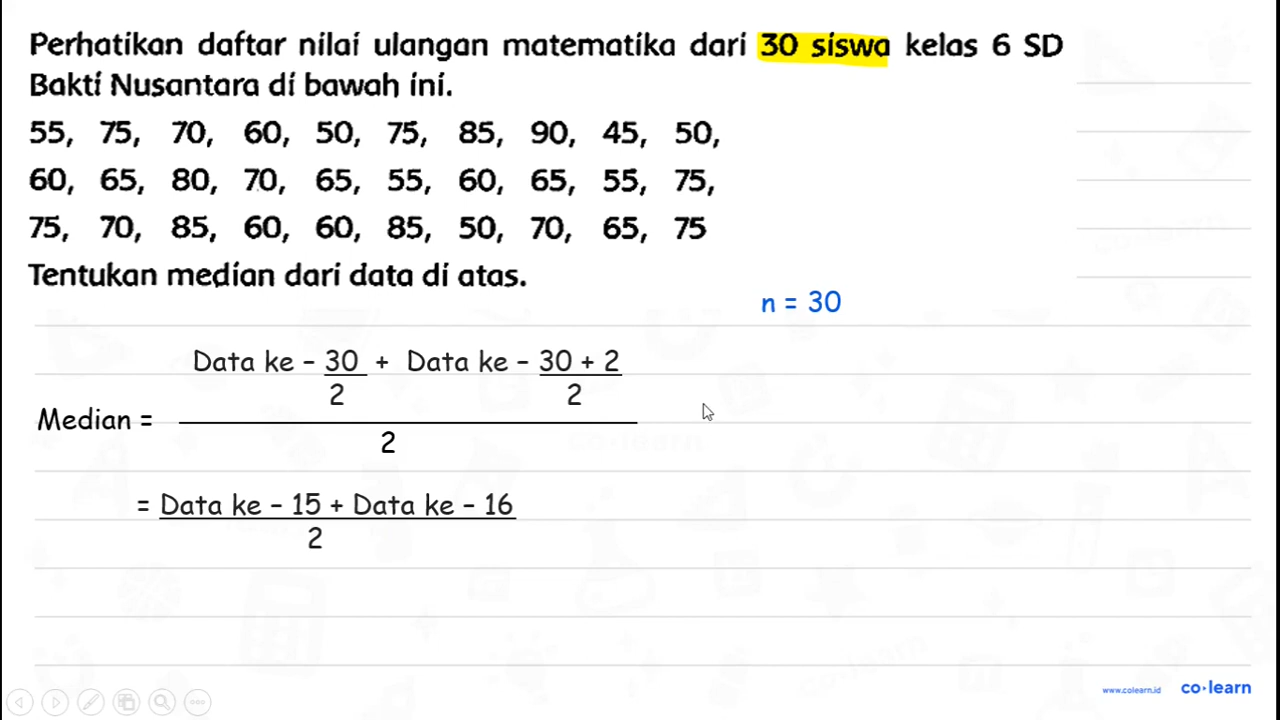 Perhatikan daftar nilai ulangan matematika dari 30 siswa kelas 6 SD
Bakti Nusantara di bawah ini.
55, 75, 70, 60, 50, 75, 85, 90, 45, 50,
60, 65, 80, 70, 65, 55, 60, 65, 55, 75,
75, 70, 85, 60, 60, 85, 50, 70, 65, 75
Tentukan median dari data di atas.
n = 30
Data ke - 30 + Data ke - 30 + 2
2 2
Median =
2
= Data ke - 15 + Data ke - 16
2
www.colearn.id co·learn